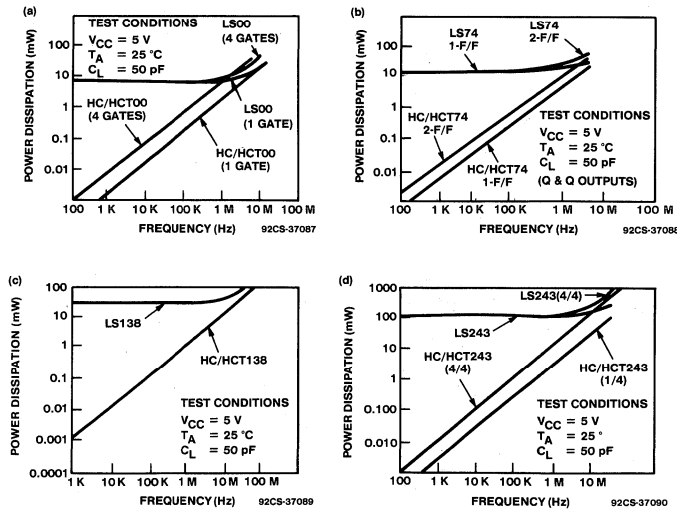 (a)
TEST CONDITIONS
VCC = 5 V
TA = 25 °C
CL = 50 pF
LS00
(4 GATES)
POWER DISSIPATION (mW)
100
10
1
0.1
0.01
HC/HCT00
(4 GATES)
LS00
(1 GATE)
HC/HCT00
(1 GATE)
100 1 K 10 K 100 K 1 M 10 M 100 M
FREQUENCY (Hz)
92CS-37087
(b)
LS74
1-F/F
LS74
2-F/F
POWER DISSIPATION (mW)
100
10
1
0.1
0.01
HC/HCT74
2-F/F
HC/HCT74
1-F/F
TEST CONDITIONS
VCC = 5 V
TA = 25 °C
CL = 50 pF
(Q & Q OUTPUTS)
100 1 K 10 K 100 K 1 M 10 M 100 M
FREQUENCY (Hz)
92CS-37088
(c)
POWER DISSIPATION (mW)
100
10
1
0.1
0.01
0.001
0.0001
LS138
HC/HCT138
TEST CONDITIONS
VCC = 5 V
TA = 25 °C
CL = 50 pF
1 K 10 K 100 K 1 M 10 M 100 M
FREQUENCY (Hz)
92CS-37089
(d)
POWER DISSIPATION (mW)
1000
100
10
1
0.100
0.010
LS243(4/4)
LS243
HC/HCT243
(4/4)
HC/HCT243
(1/4)
TEST CONDITIONS
VCC = 5 V
TA = 25 °
CL = 50 pF
100 1 K 10 K 100 K 1 M 10 M 100 M
FREQUENCY (Hz)
92CS-37090